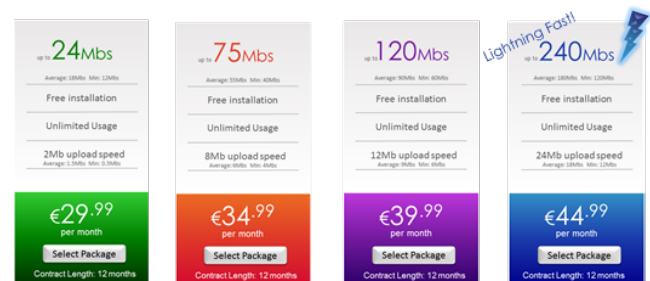 up to 24Mbs
Average: 18Mbs Min: 12Mbs
Free installation
Unlimited Usage
2Mb upload speed
Average: 1.5Mbs Min: 0.5Mbs
€29.99
per month
Select Package
Contract Length: 12 months
up to 75Mbs
Average: 55Mbs Min: 40Mbs
Free installation
Unlimited Usage
8Mb upload speed
Average: 6Mbs Min: 4Mbs
€34.99
per month
Select Package
Contract Length: 12 months
up to 120Mbs
Average: 90Mbs Min: 60Mbs
Free installation
Unlimited Usage
12Mb upload speed
Average: 9Mbs Min: 6Mbs
€39.99
per month
Select Package
Contract Length: 12 months
Lightning Fast!
up to 240Mbs
Average: 180Mbs Min: 120Mbs
Free installation
Unlimited Usage
24Mb upload speed
Average: 18Mbs Min: 12Mbs
€44.99
per month
Select Package
Contract Length: 12 months